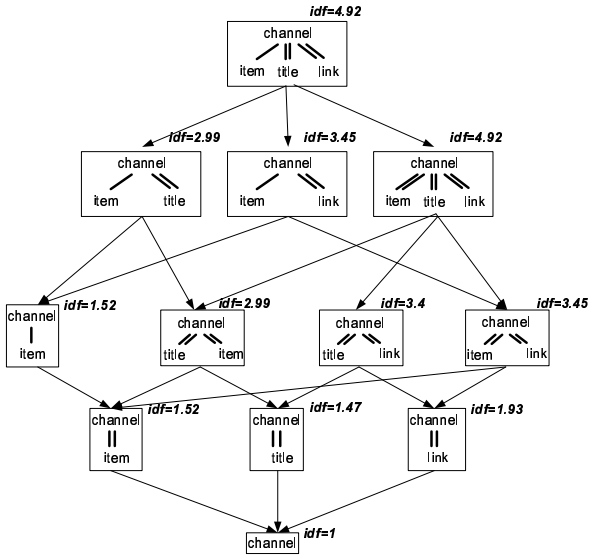 idf=4.92
channel
item title link
idf=2.99
idf=3.45
idf=4.92
channel
item title
channel
item link
channel
item title link
idf=1.52
idf=2.99
idf=3.4
idf=3.45
channel
item
channel
title item
channel
title link
channel
item link
idf=1.52
idf=1.47
idf=1.93
channel
item
channel
title
channel
link
channel
idf=1